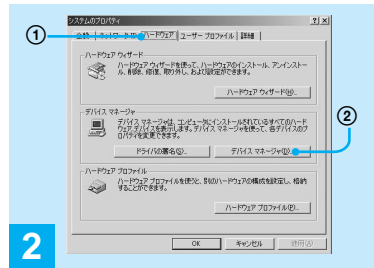 システムのプロパティ
全般 ネットワーク ID ハードウェア ユーザー プロファイル 詳細
①
ハードウェア ウィザード
ハードウェア ウィザードを使って、ハードウェアのインストール、アンインストー
ル、削除、修復、取り外し、および設定ができます。
ハードウェア ウィザード(H)...
デバイス マネージャ
デバイス マネージャは、コンピュータにインストールされているすべてのハード
ウェア デバイスを表示します。デバイス マネージャを使って、各デバイスのプ
ロパティを変更できます。
②
ドライバの署名(S)...
デバイス マネージャ(D)...
ハードウェア プロファイル
ハードウェア プロファイルを使うと、別のハードウェアの構成を設定し、格納
することができます。
ハードウェア プロファイル(P)...
OK キャンセル 適用(A)
2